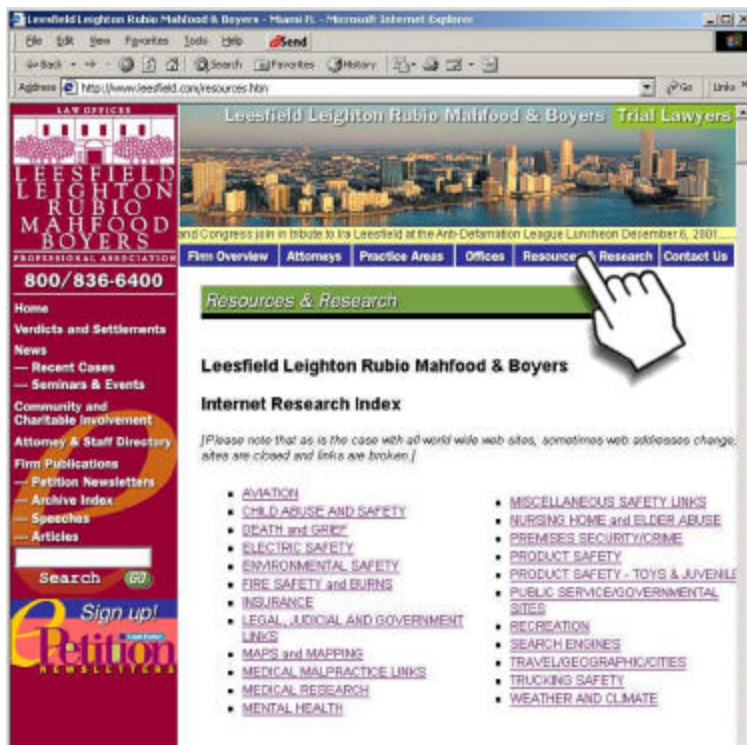 Leesfield Leighton Rubio Mahfood & Boyers - Miami FL - Microsoft Internet Explorer
File Edit View Favorites Tools Help Send
Back Search Favorites History
Address http://www.leesfield.com/resources.htm Go Links
LAW OFFICES
LEESFIELD
LEIGHTON
RUBIO
MAHFOOD
BOYERS
PROFESSIONAL ASSOCIATION
800/836-6400
Home
Verdicts and Settlements
News
— Recent Cases
— Seminars & Events
Community and
Charitable Involvement
Attorney & Staff Directory
Firm Publications
— Petition Newsletters
— Archive Index
— Speeches
— Articles
Search GO
Sign up!
ePetition
NEWSLETTERS
Leesfield Leighton Rubio Mahfood & Boyers Trial Lawyers
and Congress join in tribute to Ira Leesfield at the Anti-Defamation League Luncheon December 6, 2001....
Firm Overview Attorneys Practice Areas Offices Resources & Research Contact Us
Resources & Research
Leesfield Leighton Rubio Mahfood & Boyers
Internet Research Index
[Please note that as is the case with all world wide web sites, sometimes web addresses change,
sites are closed and links are broken.]
AVIATION
CHILD ABUSE AND SAFETY
DEATH and GRIEF
ELECTRIC SAFETY
ENVIRONMENTAL SAFETY
FIRE SAFETY and BURNS
INSURANCE
LEGAL, JUDICIAL AND GOVERNMENT
LINKS
MAPS and MAPPING
MEDICAL MALPRACTICE LINKS
MEDICAL RESEARCH
MENTAL HEALTH
MISCELLANEOUS SAFETY LINKS
NURSING HOME and ELDER ABUSE
PREMISES SECURITY/CRIME
PRODUCT SAFETY
PRODUCT SAFETY - TOYS & JUVENILE
PUBLIC SERVICE/GOVERNMENTAL
SITES
RECREATION
SEARCH ENGINES
TRAVEL/GEOGRAPHIC/CITIES
TRUCKING SAFETY
WEATHER AND CLIMATE